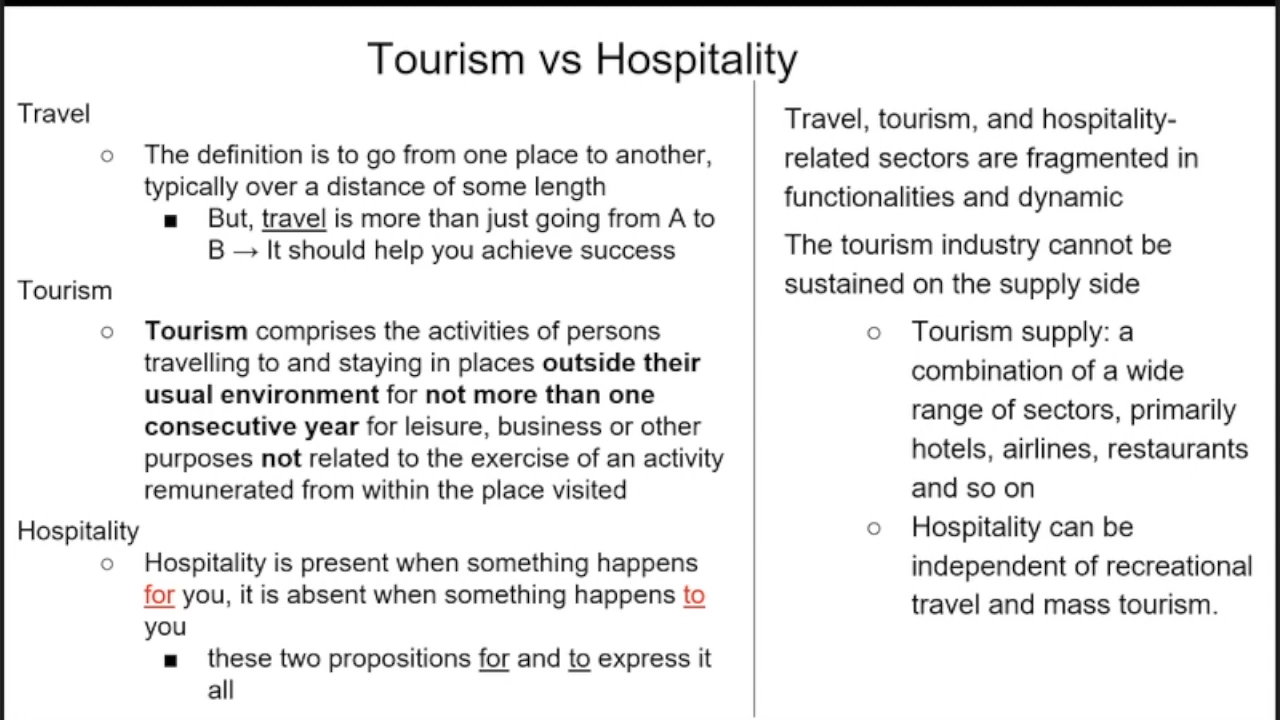 Tourism vs Hospitality
Travel
○ The definition is to go from one place to another,
typically over a distance of some length
■ But, travel is more than just going from A to
B → It should help you achieve success
Tourism
○ Tourism comprises the activities of persons
travelling to and staying in places outside their
usual environment for not more than one
consecutive year for leisure, business or other
purposes not related to the exercise of an activity
remunerated from within the place visited
Hospitality
○ Hospitality is present when something happens
for you, it is absent when something happens to
you
■ these two propositions for and to express it
all
Travel, tourism, and hospitality-
related sectors are fragmented in
functionalities and dynamic
The tourism industry cannot be
sustained on the supply side
○ Tourism supply: a
combination of a wide
range of sectors, primarily
hotels, airlines, restaurants
and so on
○ Hospitality can be
independent of recreational
travel and mass tourism.